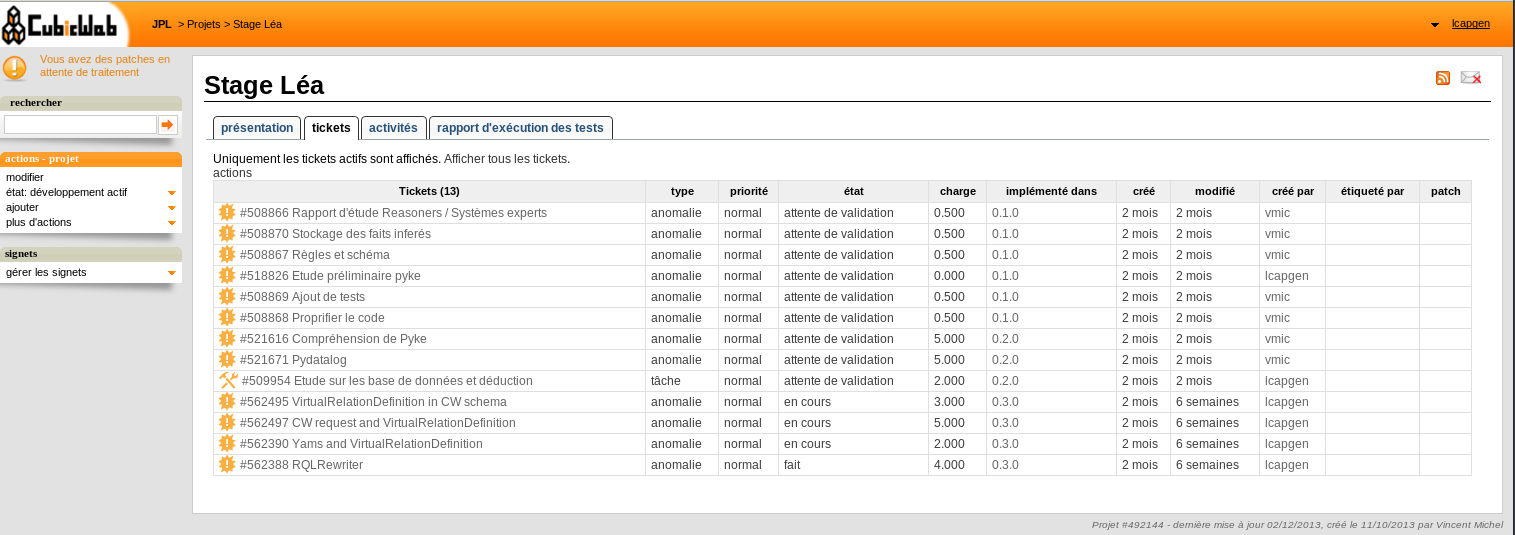 CubicWeb
JPL > Projets > Stage Léa
lcapgen
Vous avez des patches en
attente de traitement
rechercher
actions - projet
modifier
état: développement actif
ajouter
plus d'actions
signets
gérer les signets
Stage Léa
présentation tickets activités rapport d'exécution des tests
Uniquement les tickets actifs sont affichés. Afficher tous les tickets.
actions
Tickets (13) type priorité état charge implémenté dans créé modifié créé par étiqueté par patch
#508866 Rapport d'étude Reasoners / Systèmes experts anomalie normal attente de validation 0.500 0.1.0 2 mois 2 mois vmic
#508870 Stockage des faits inferés anomalie normal attente de validation 0.500 0.1.0 2 mois 2 mois vmic
#508867 Règles et schéma anomalie normal attente de validation 0.500 0.1.0 2 mois 2 mois vmic
#518826 Etude préliminaire pyke anomalie normal attente de validation 0.000 0.1.0 2 mois 2 mois lcapgen
#508869 Ajout de tests anomalie normal attente de validation 0.500 0.1.0 2 mois 2 mois vmic
#508868 Proprifier le code anomalie normal attente de validation 0.500 0.1.0 2 mois 2 mois vmic
#521616 Compréhension de Pyke anomalie normal attente de validation 5.000 0.2.0 2 mois 2 mois vmic
#521671 Pydatalog anomalie normal attente de validation 5.000 0.2.0 2 mois 2 mois vmic
#509954 Etude sur les base de données et déduction tâche normal attente de validation 2.000 0.2.0 2 mois 2 mois lcapgen
#562495 VirtualRelationDefinition in CW schema anomalie normal en cours 3.000 0.3.0 2 mois 6 semaines lcapgen
#562497 CW request and VirtualRelationDefinition anomalie normal en cours 5.000 0.3.0 2 mois 6 semaines lcapgen
#562390 Yams and VirtualRelationDefinition anomalie normal en cours 2.000 0.3.0 2 mois 6 semaines lcapgen
#562388 RQLRewriter anomalie normal fait 4.000 0.3.0 2 mois 6 semaines lcapgen
Projet #492144 - dernière mise à jour 02/12/2013, créé le 11/10/2013 par Vincent Michel